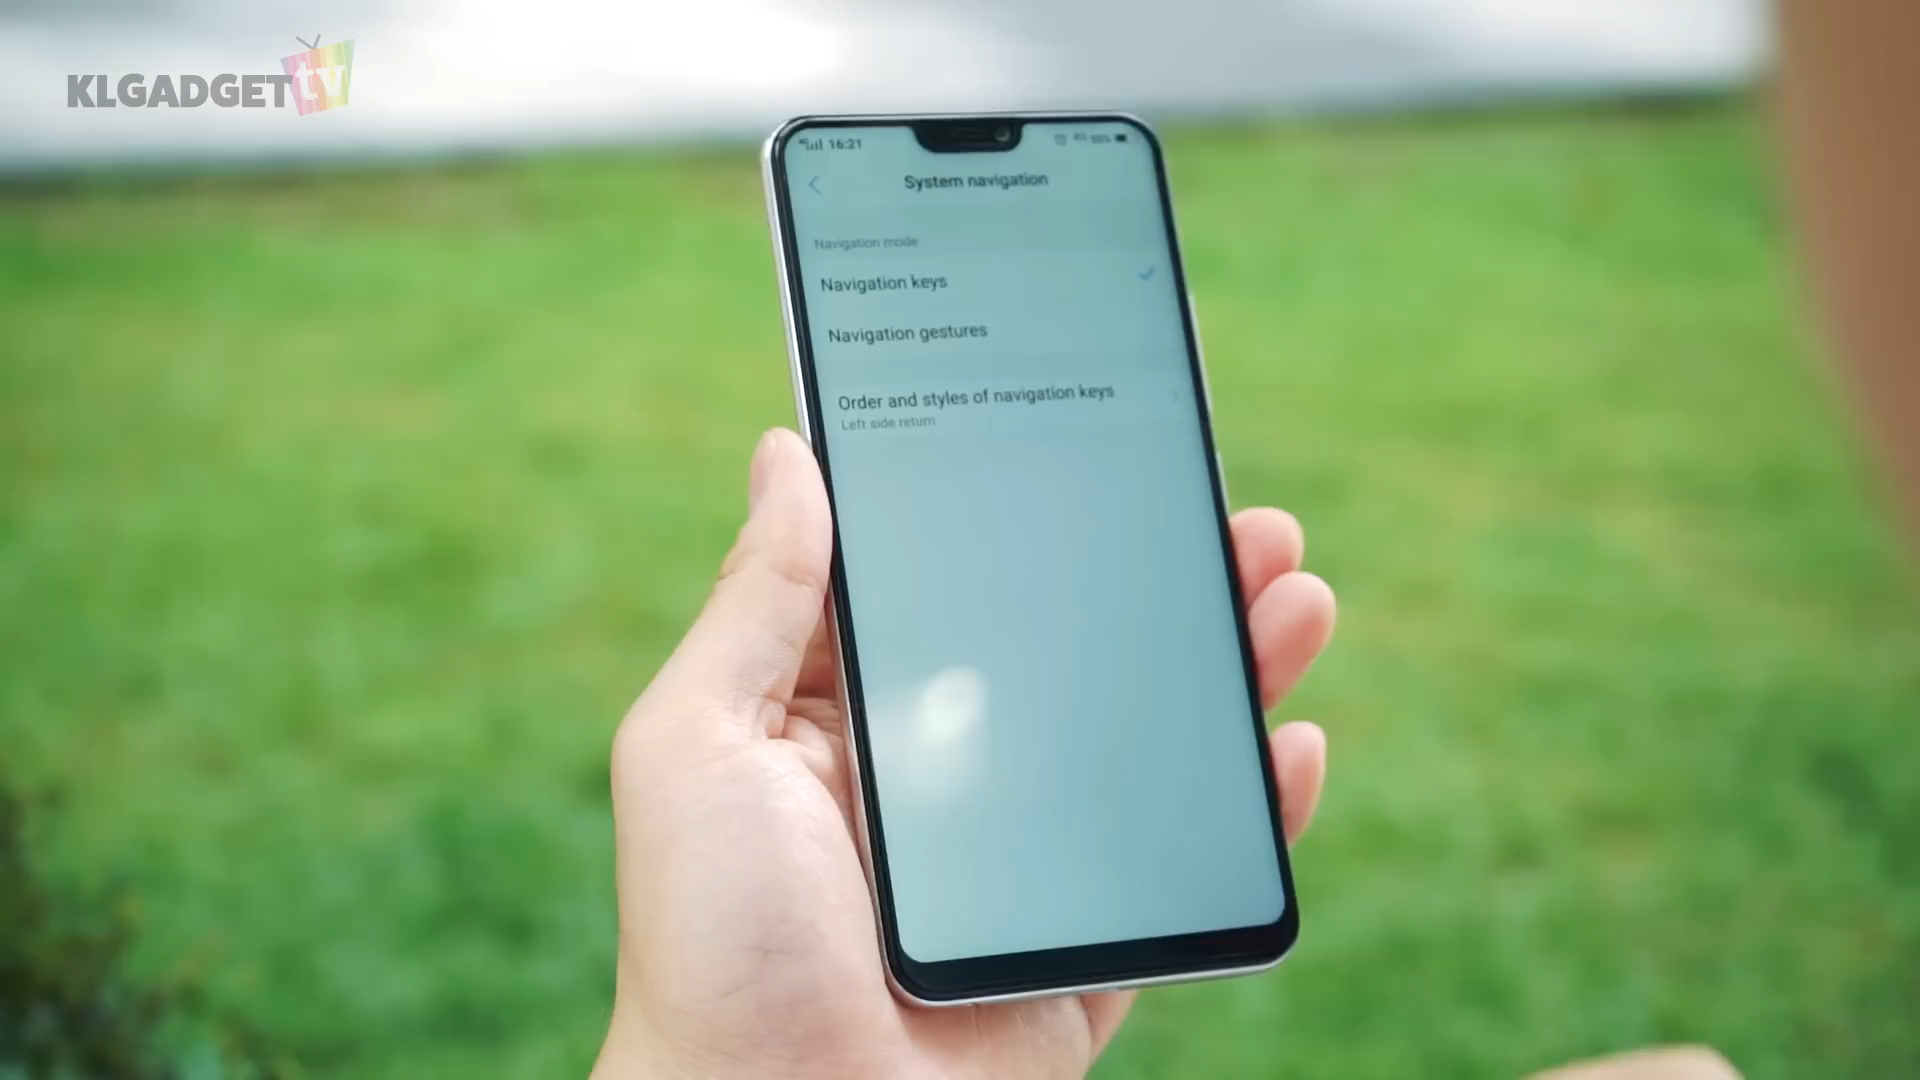 KLGADGET tv
16:21
System navigation
Navigation mode
Navigation keys
Navigation gestures
Order and styles of navigation keys
Left side return